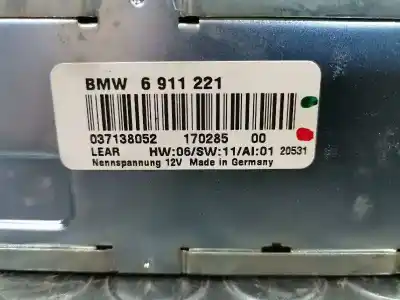 BMW 6 911 221
037138052 170285 00
LEAR HW:06/SW:11/AI:01 20531
Nennspannung 12V Made in Germany